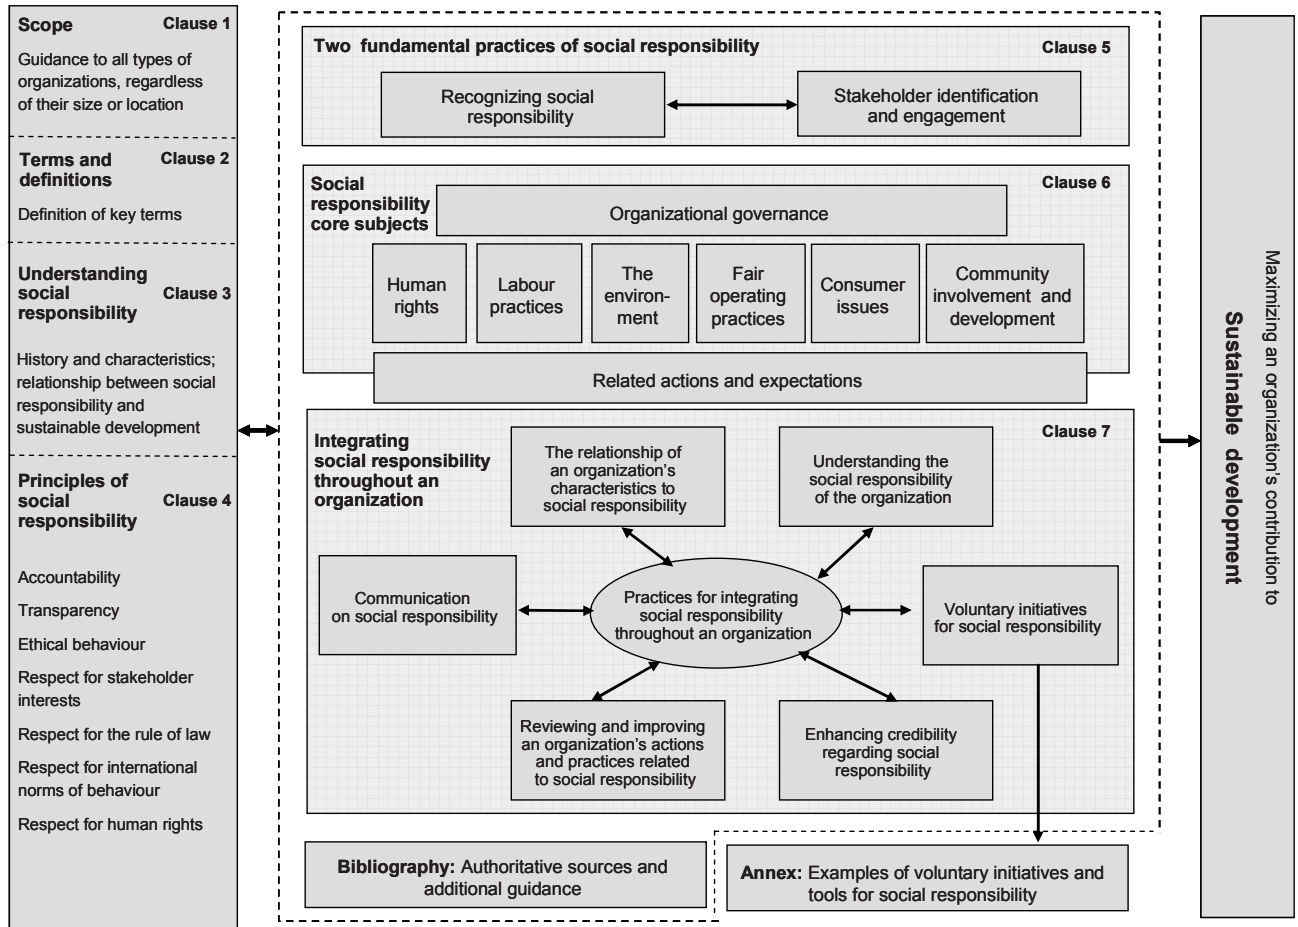 Scope
Clause 1
Guidance to all types of
organizations, regardless
of their size or location
Terms and
definitions
Clause 2
Definition of key terms
Understanding
social
responsibility
Clause 3
History and characteristics;
relationship between social
responsibility and
sustainable development
Principles of
social
responsibility
Clause 4
Accountability
Transparency
Ethical behaviour
Respect for stakeholder
interests
Respect for the rule of law
Respect for international
norms of behaviour
Respect for human rights
Two fundamental practices of social responsibility
Clause 5
Recognizing social
responsibility
Stakeholder identification
and engagement
Social
responsibility
core subjects
Clause 6
Organizational governance
Human
rights
Labour
practices
The
environ-
ment
Fair
operating
practices
Consumer
issues
Community
involvement and
development
Related actions and expectations
Integrating
social responsibility
throughout an
organization
Clause 7
The relationship of
an organization's
characteristics to
social responsibility
Understanding the
social responsibility
of the organization
Communication
on social responsibility
Practices for integrating
social responsibility
throughout an organization
Voluntary initiatives
for social responsibility
Reviewing and improving
an organization's actions
and practices related
to social responsibility
Enhancing credibility
regarding social
responsibility
Bibliography: Authoritative sources and
additional guidance
Annex: Examples of voluntary initiatives and
tools for social responsibility
Maximizing an organization's contribution to
Sustainable development